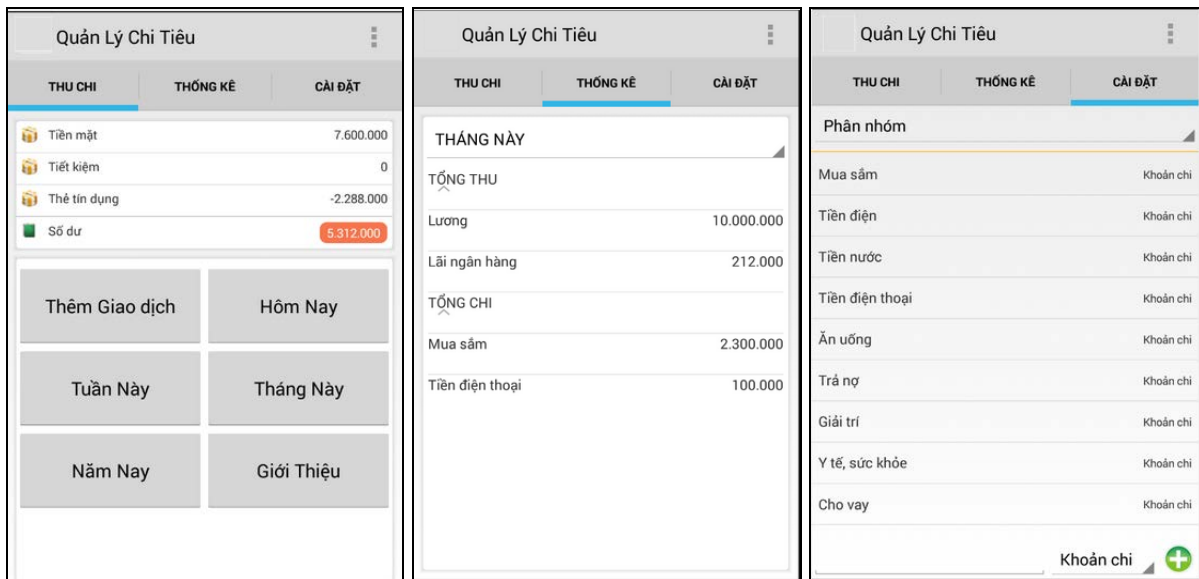 Quản Lý Chi Tiêu
THU CHI THỐNG KÊ CÀI ĐẶT
Tiền mặt 7.600.000
Tiết kiệm 0
Thẻ tín dụng -2.288.000
Số dư 5.312.000
Thêm Giao dịch Hôm Nay
Tuần Này Tháng Này
Năm Nay Giới Thiệu
Quản Lý Chi Tiêu
THU CHI THỐNG KÊ CÀI ĐẶT
THÁNG NÀY
TỔNG THU
Lương 10.000.000
Lãi ngân hàng 212.000
TỔNG CHI
Mua sắm 2.300.000
Tiền điện thoại 100.000
Quản Lý Chi Tiêu
THU CHI THỐNG KÊ CÀI ĐẶT
Phân nhóm
Mua sắm Khoản chi
Tiền điện Khoản chi
Tiền nước Khoản chi
Tiền điện thoại Khoản chi
Ăn uống Khoản chi
Trả nợ Khoản chi
Giải trí Khoản chi
Y tế, sức khỏe Khoản chi
Cho vay Khoản chi
Khoản chi